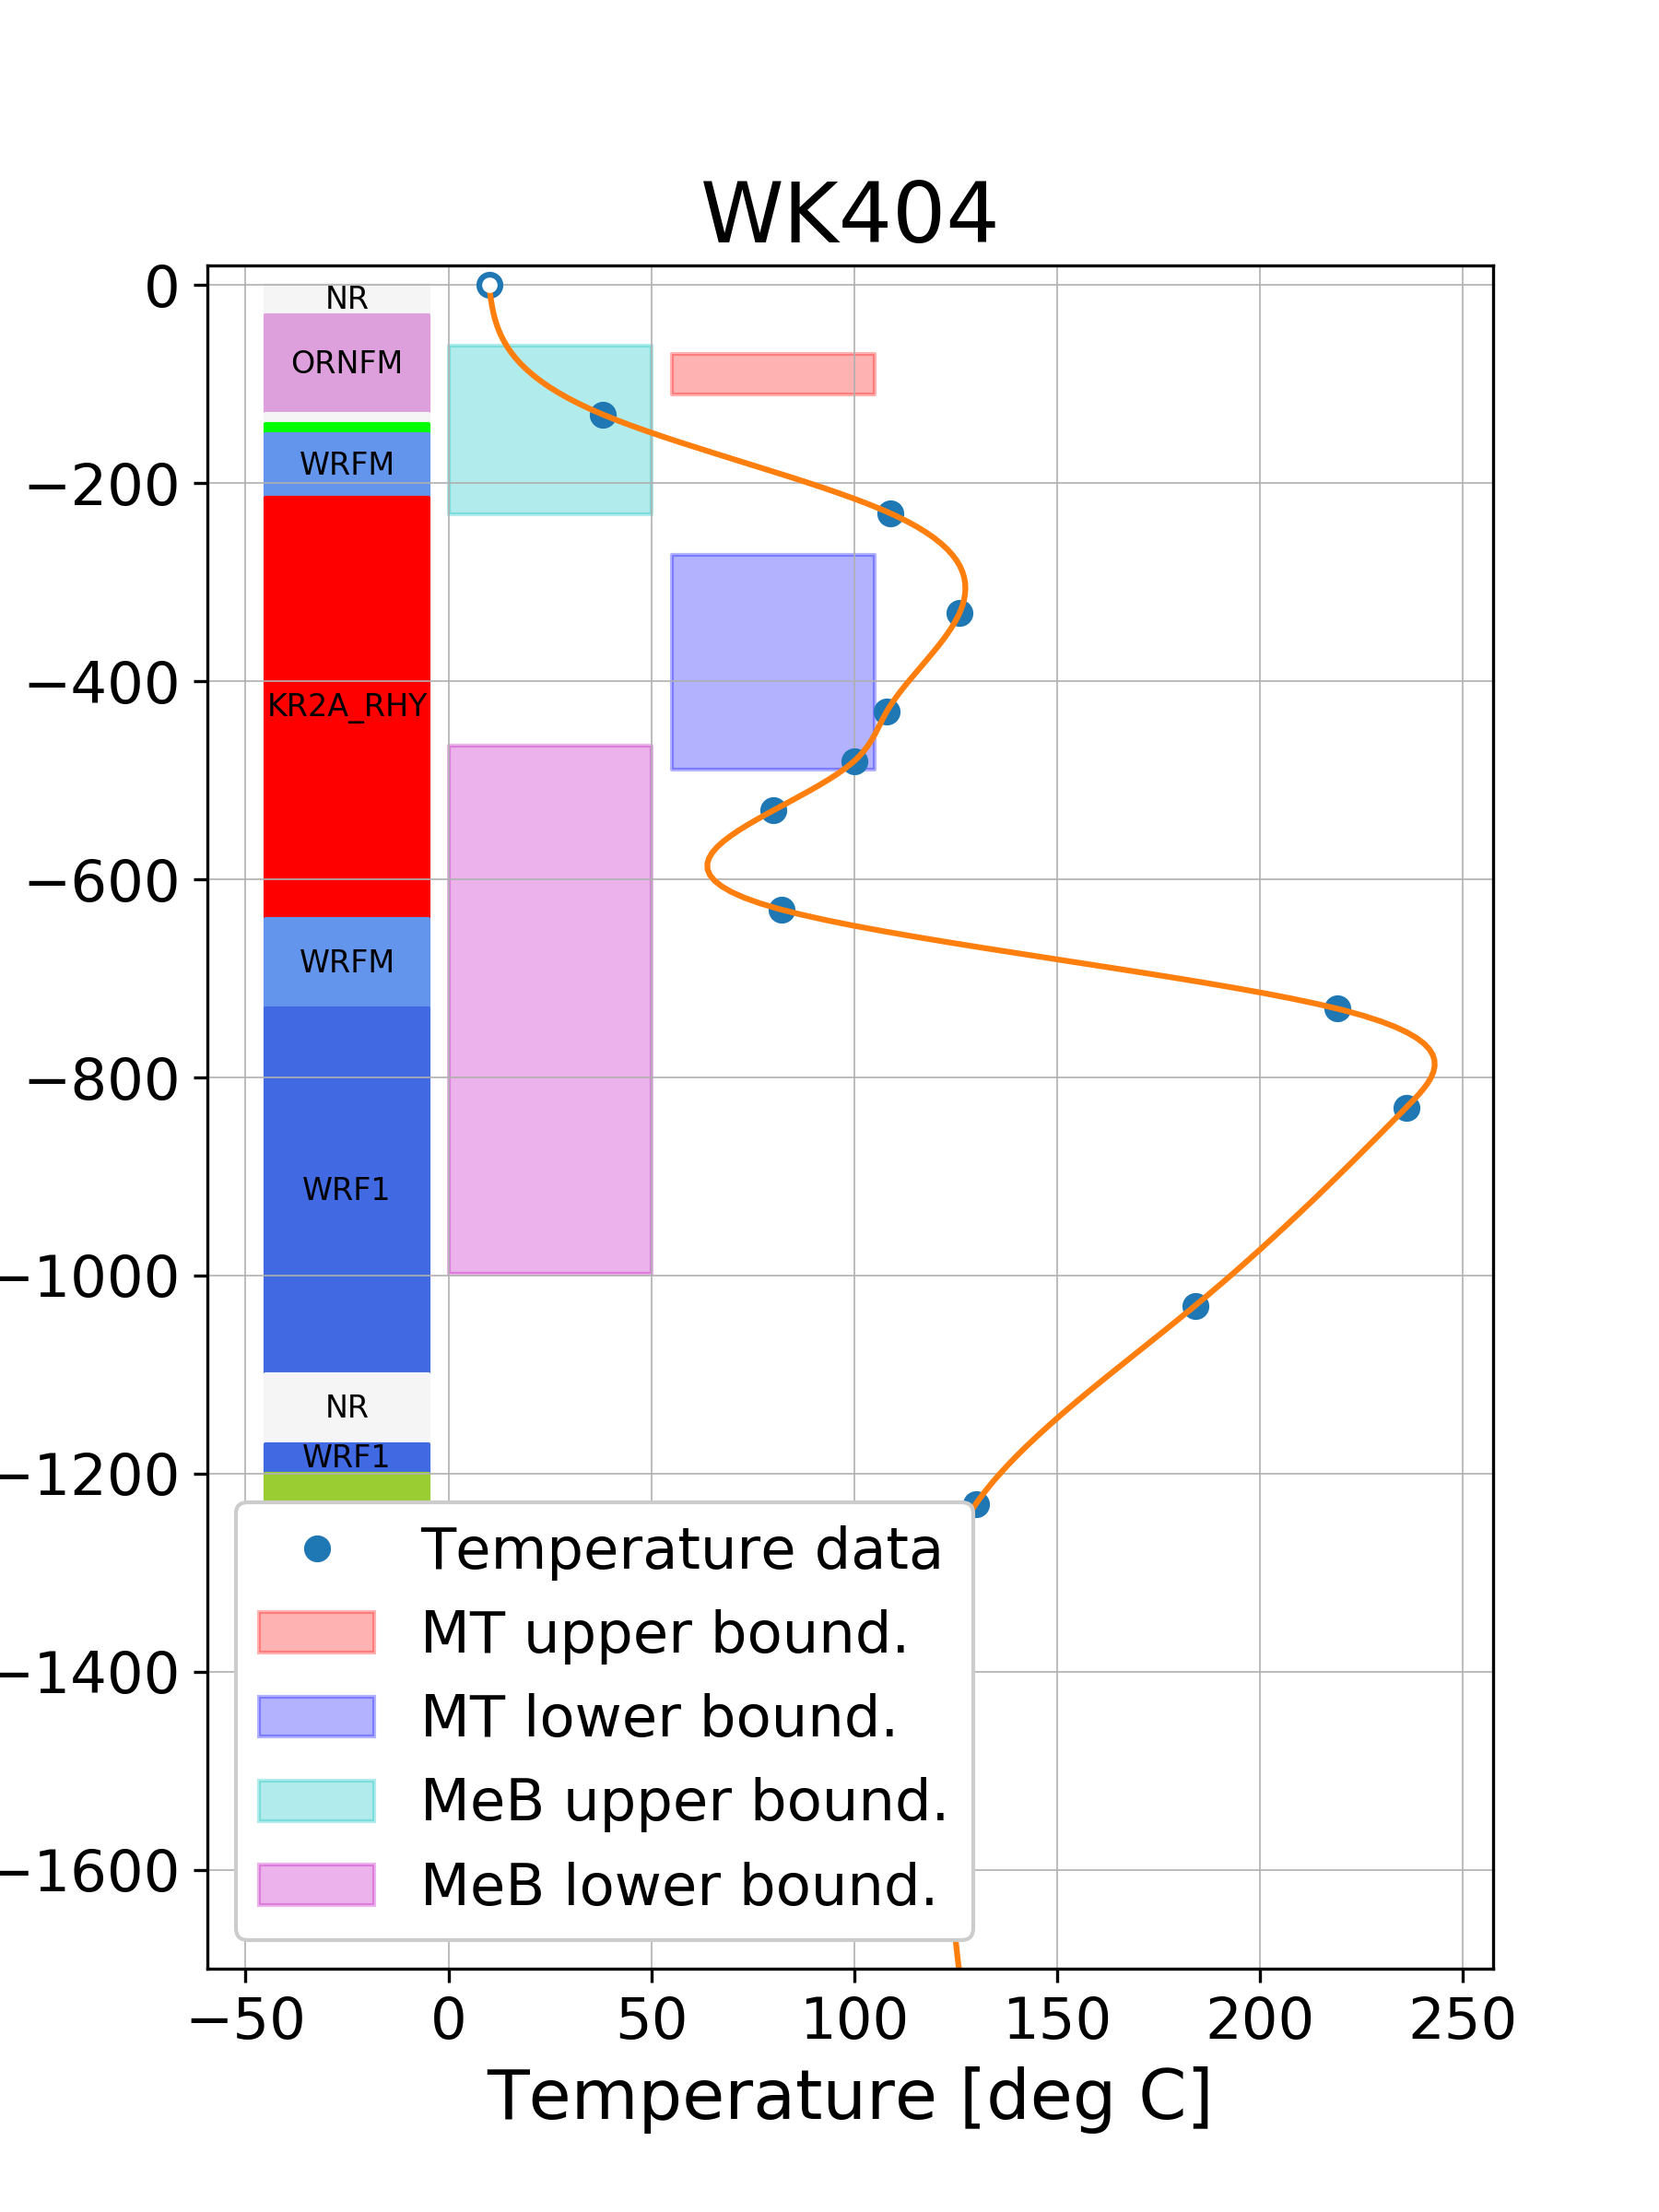 WK404
0
−200
−400
−600
−800
−1000
−1200
−1400
−1600
NR
ORNFM
WRFM
KR2A_RHY
WRFM
WRF1
NR
WRF1
Temperature data
MT upper bound.
MT lower bound.
MeB upper bound.
MeB lower bound.
−50 0 50 100 150 200 250
Temperature [deg C]